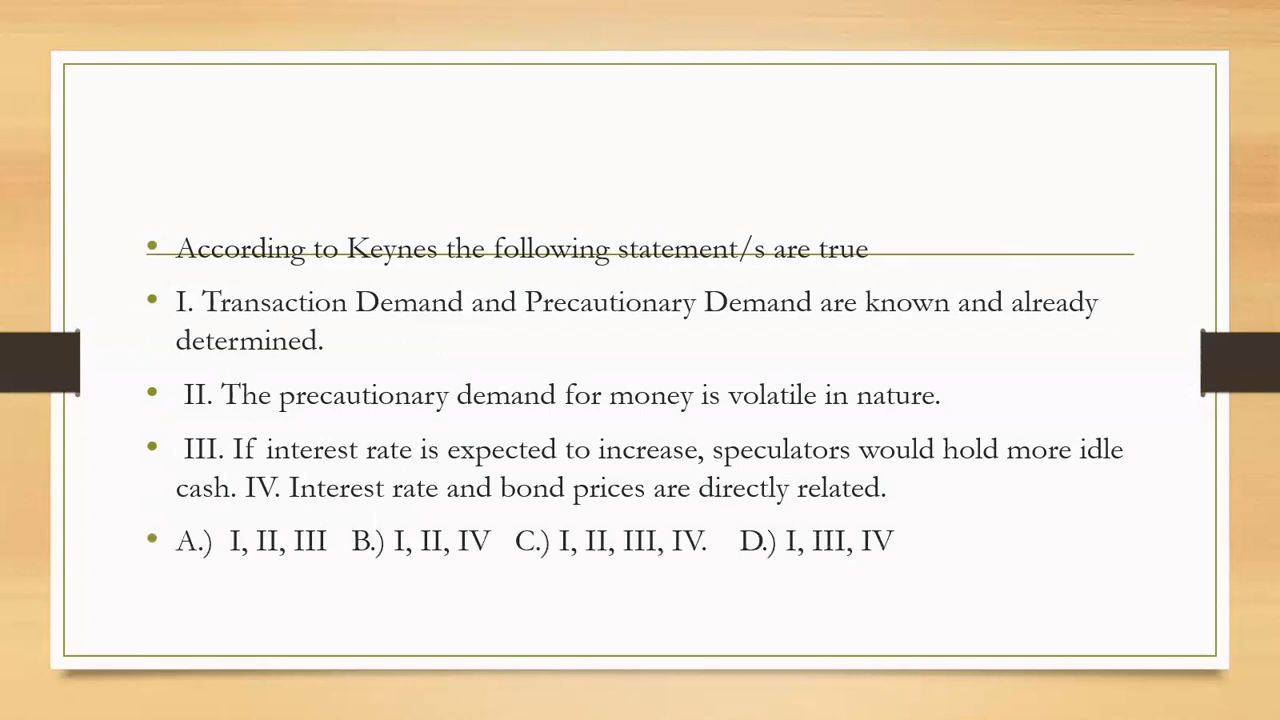 According to Keynes the following statement/s are true
I. Transaction Demand and Precautionary Demand are known and already
determined.
II. The precautionary demand for money is volatile in nature.
III. If interest rate is expected to increase, speculators would hold more idle
cash. IV. Interest rate and bond prices are directly related.
A.) I, II, III B.) I, II, IV C.) I, II, III, IV. D.) I, III, IV